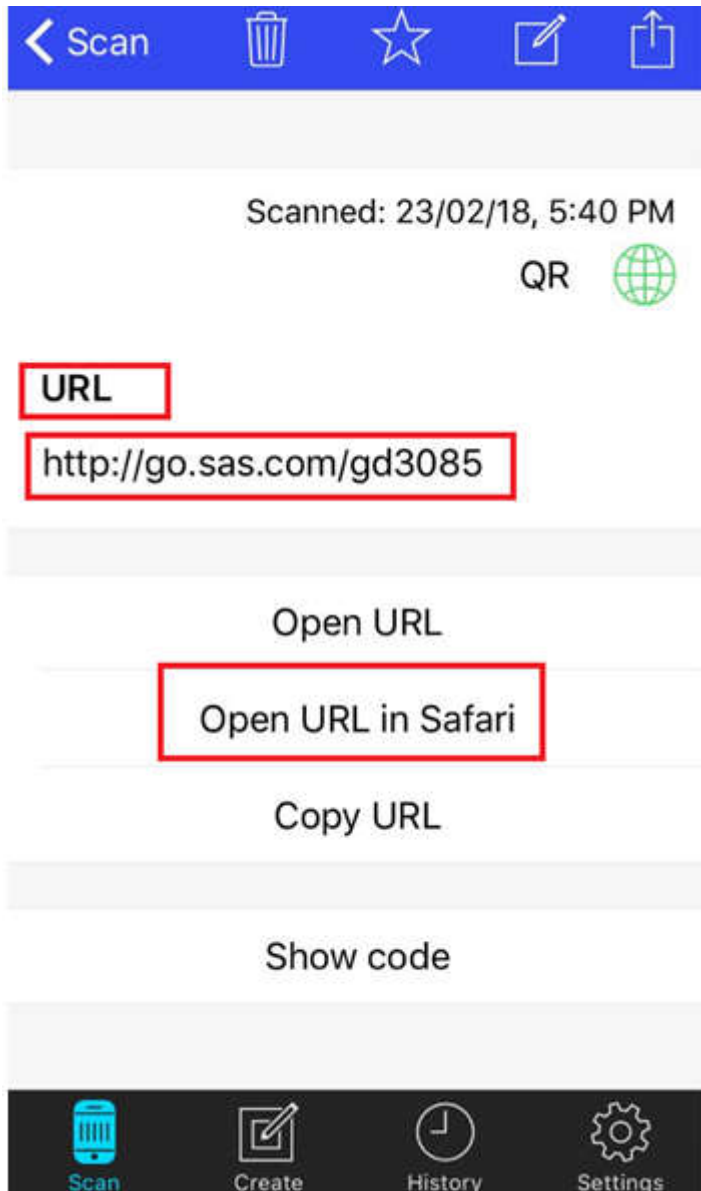 Scan
Scanned: 23/02/18, 5:40 PM
QR
URL
http://go.sas.com/gd3085
Open URL
Open URL in Safari
Copy URL
Show code
Scan Create History Settings